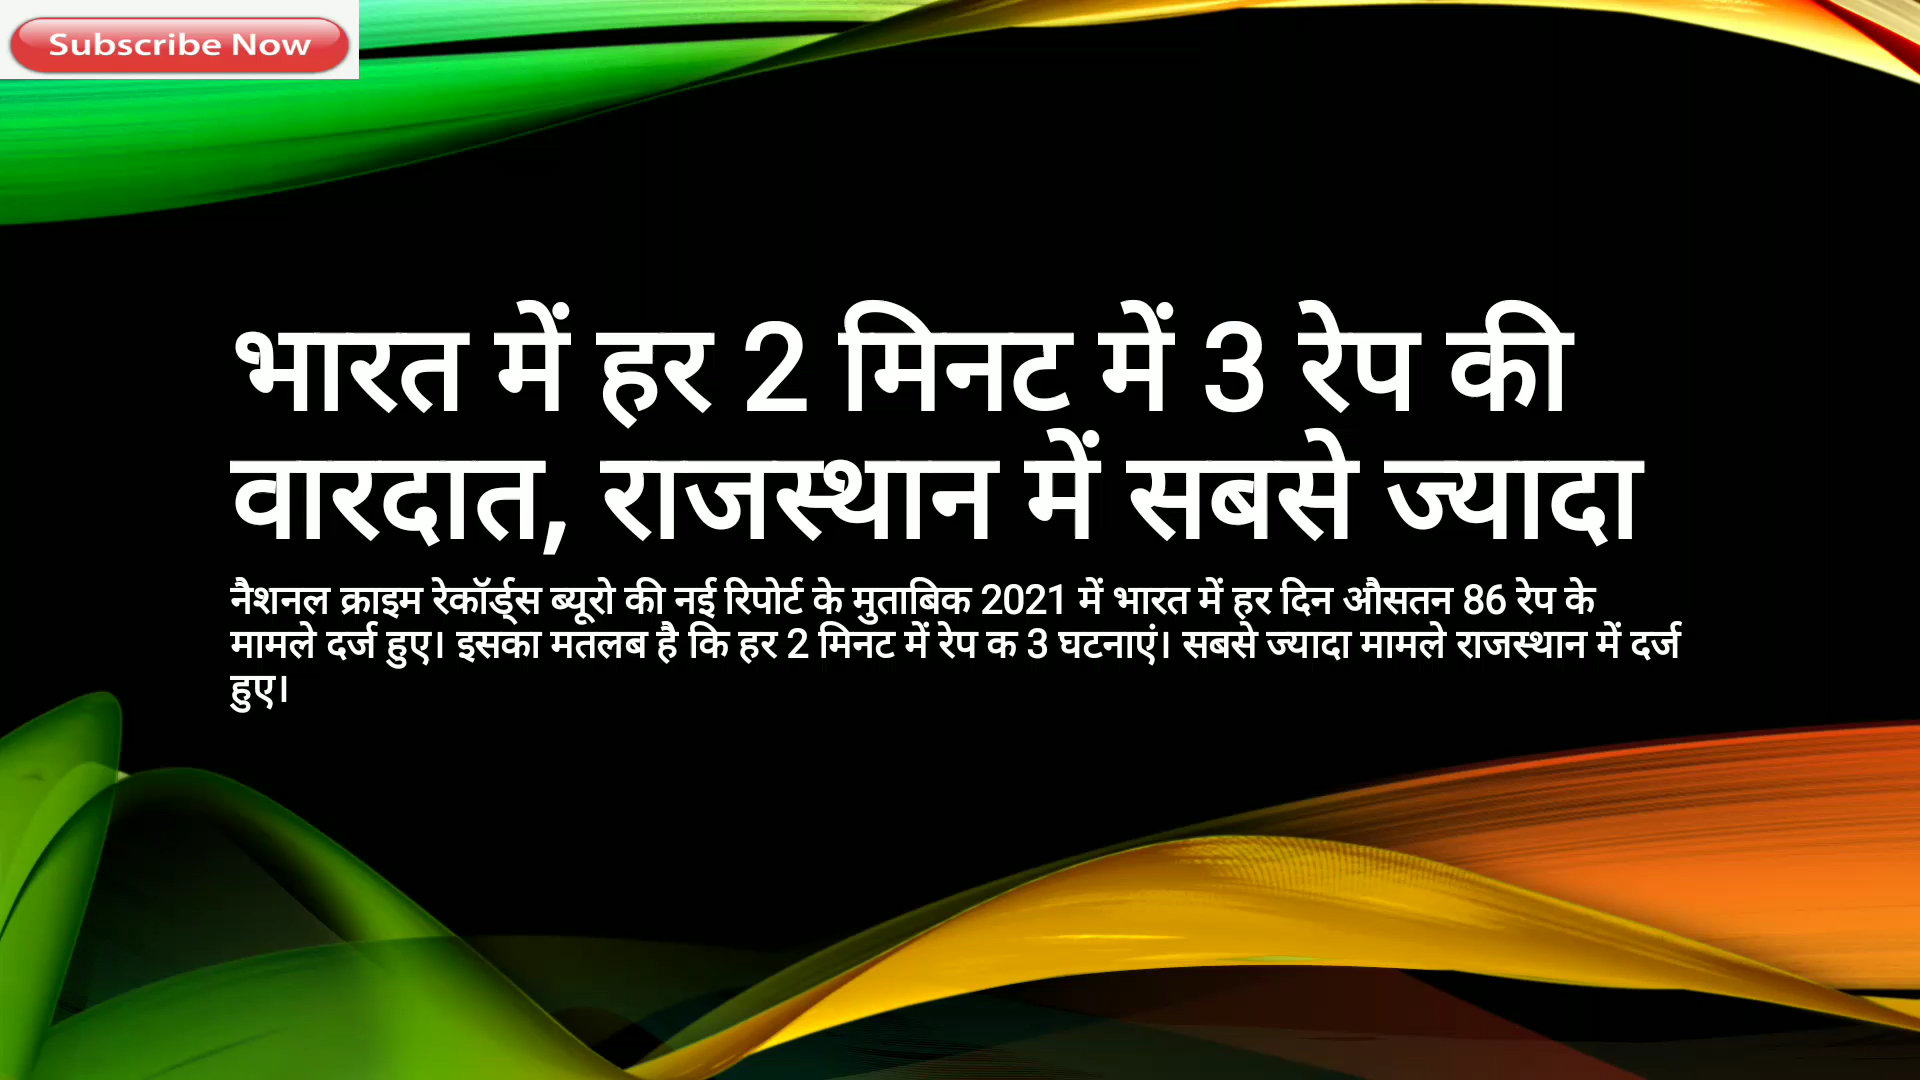 Subscribe Now
भारत में हर 2 मिनट में 3 रेप की
वारदात, राजस्थान में सबसे ज्यादा
नैशनल क्राइम रेकॉर्ड्स ब्यूरो की नई रिपोर्ट के मुताबिक 2021 में भारत में हर दिन औसतन 86 रेप के
मामले दर्ज हुए। इसका मतलब है कि हर 2 मिनट में रेप क 3 घटनाएं। सबसे ज्यादा मामले राजस्थान में दर्ज
हुए।